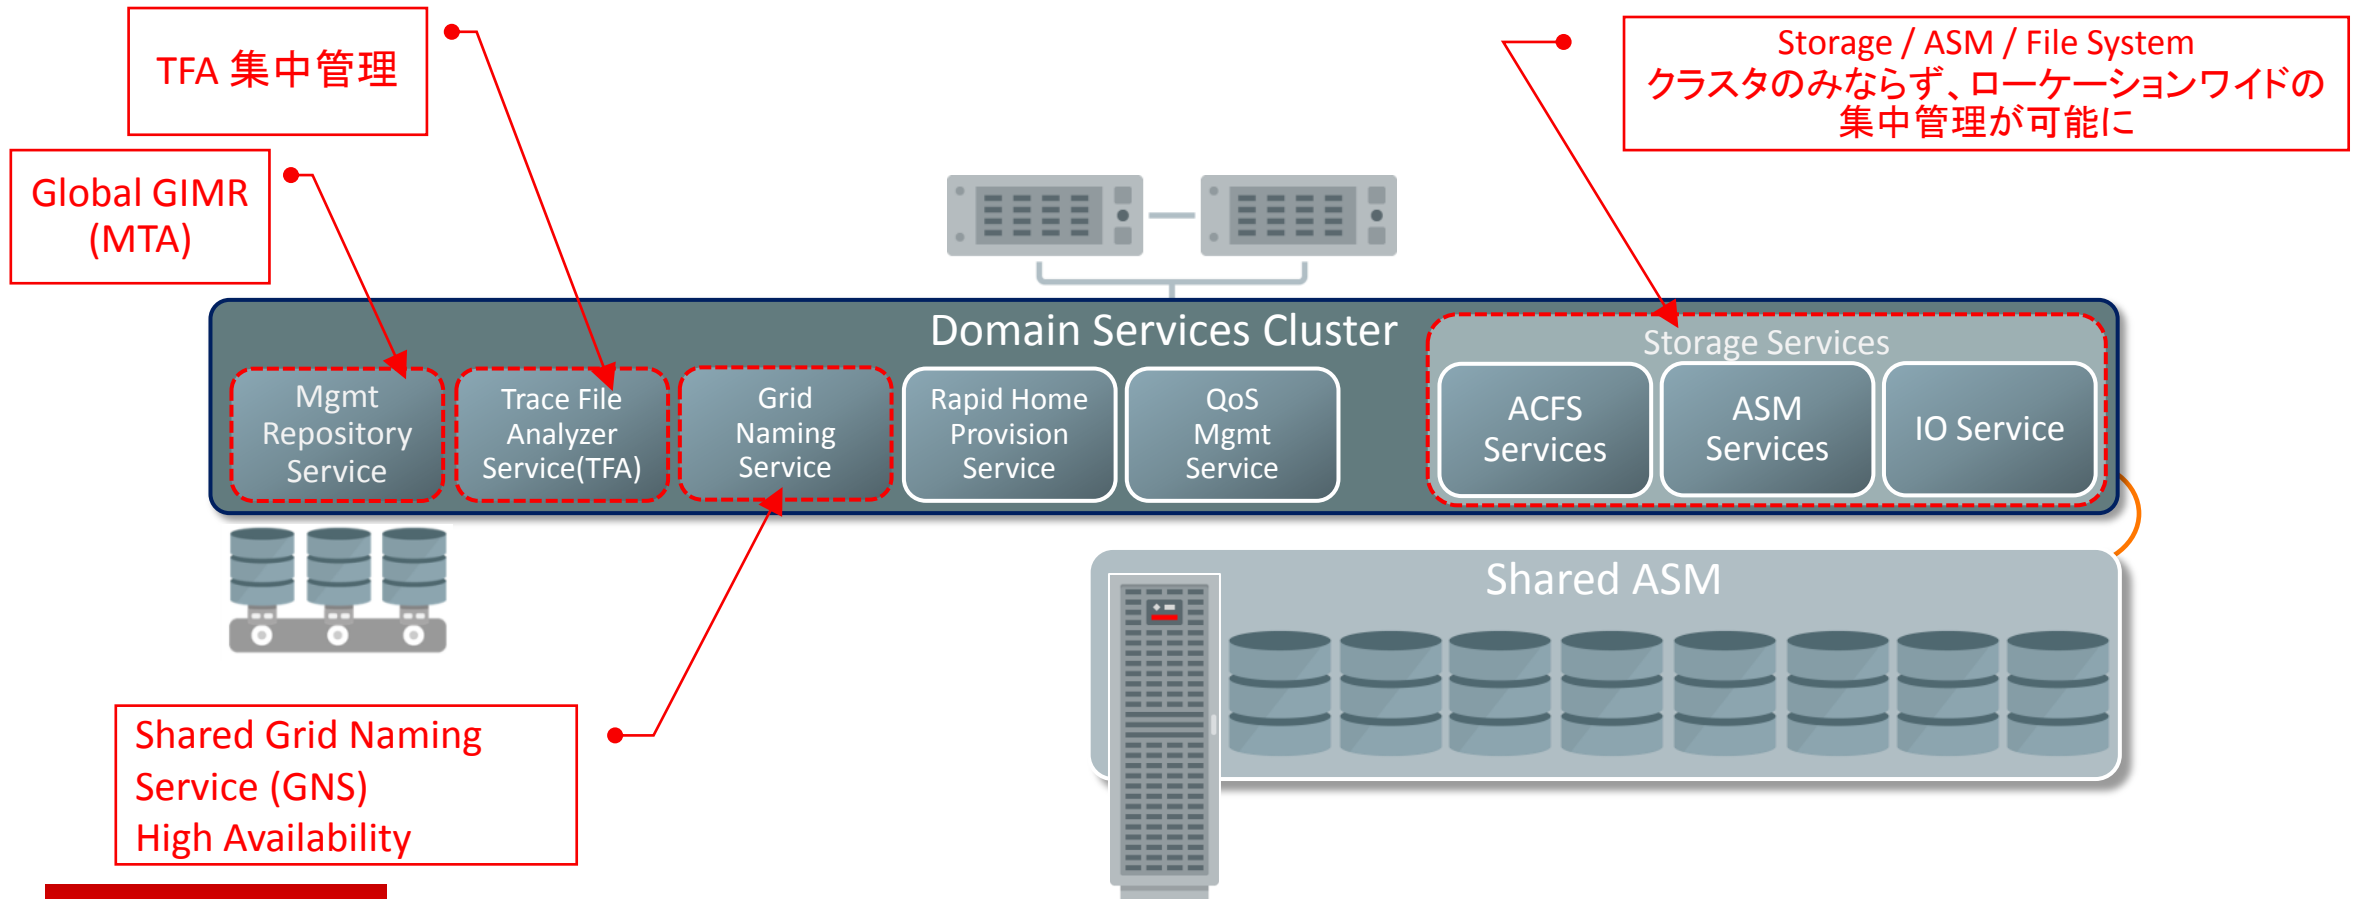 TFA 集中管理
Storage / ASM / File System
クラスタのみならず、ローケーションワイドの
集中管理が可能に
Global GIMR
(MTA)
Domain Services Cluster
Storage Services
Mgmt
Repository
Service
Trace File
Analyzer
Service(TFA)
Grid
Naming
Service
Rapid Home
Provision
Service
QoS
Mgmt
Service
ACFS
Services
ASM
Services
IO Service
Shared ASM
Shared Grid Naming
Service (GNS)
High Availability